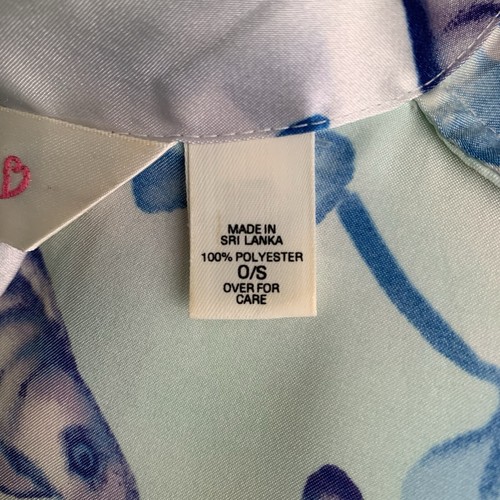 MADE IN
SRI LANKA
100% POLYESTER
O/S
OVER FOR
CARE